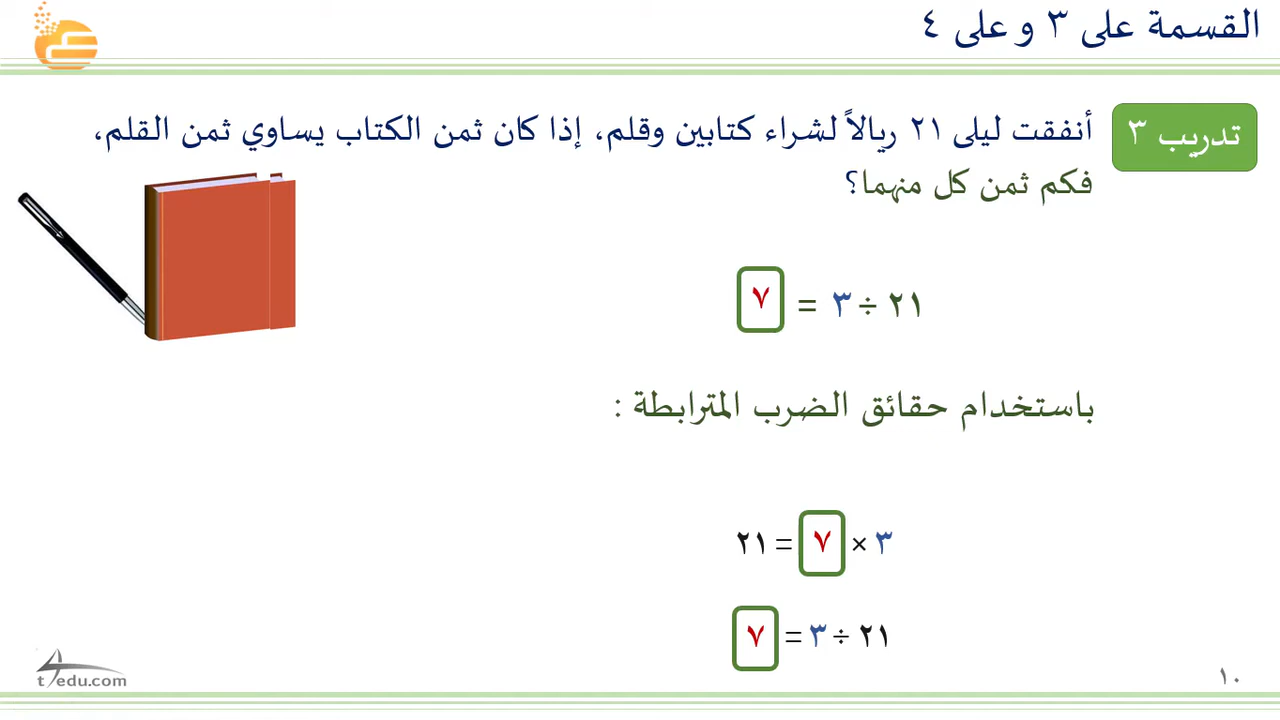 القسمة على ٣ و على ٤
تدريب ٣
أنفقت ليلى ٢١ ريالاً لشراء كتابين وقلم، إذا كان ثمن الكتاب يساوي ثمن القلم،
فكم ثمن كل منهما؟
٢١ ÷ ٣ = ٧
باستخدام حقائق الضرب المترابطة :
٣ × ٧ = ٢١
٢١ ÷ ٣ = ٧
t4edu.com
١٠